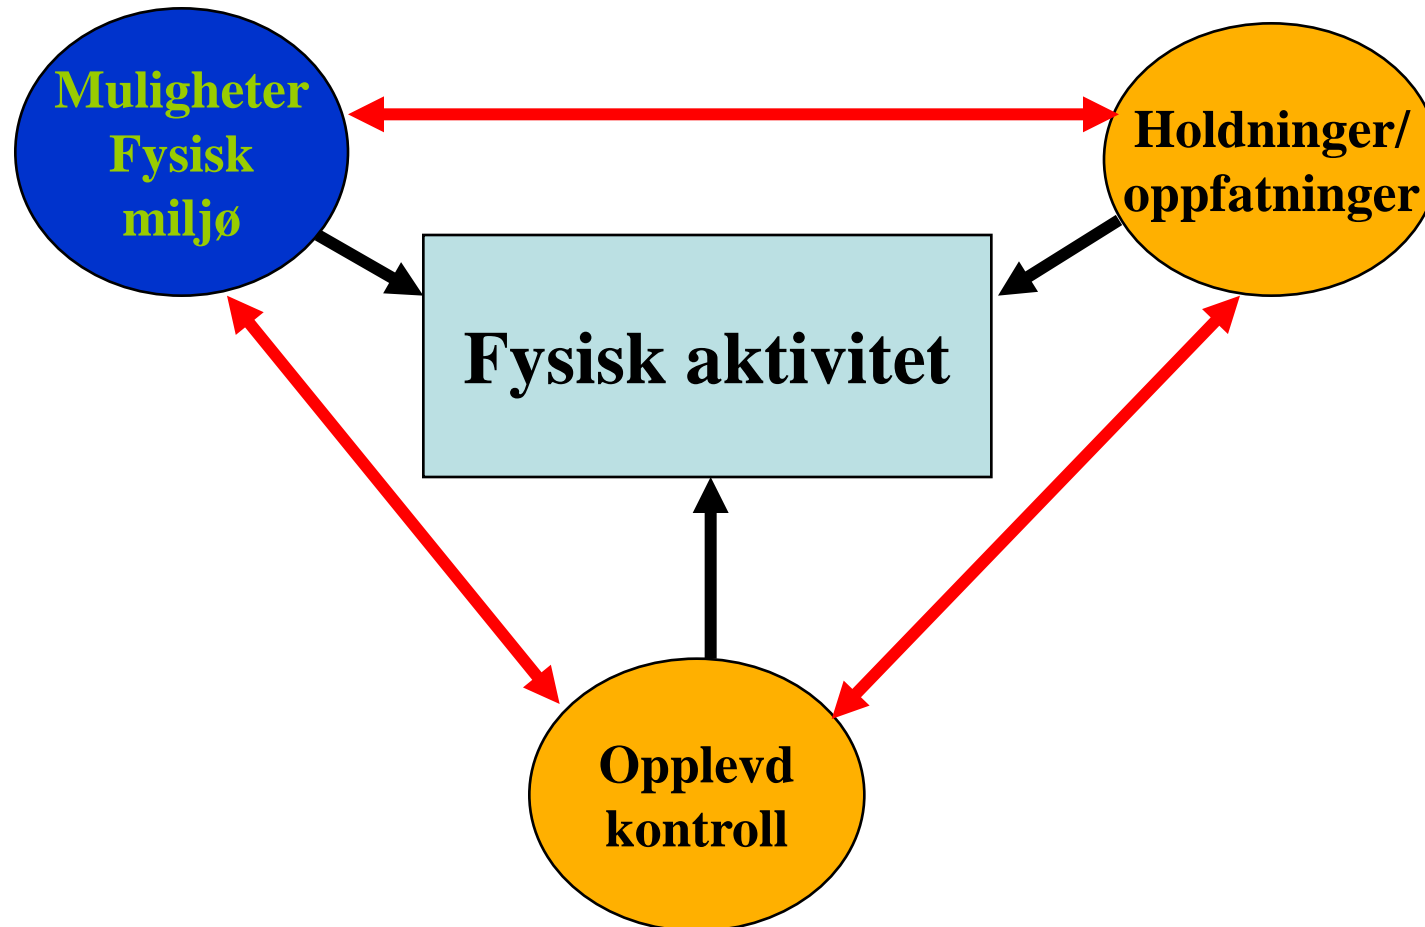 Muligheter
Fysisk
miljø
Holdninger/
oppfatninger
Fysisk aktivitet
Opplevd
kontroll